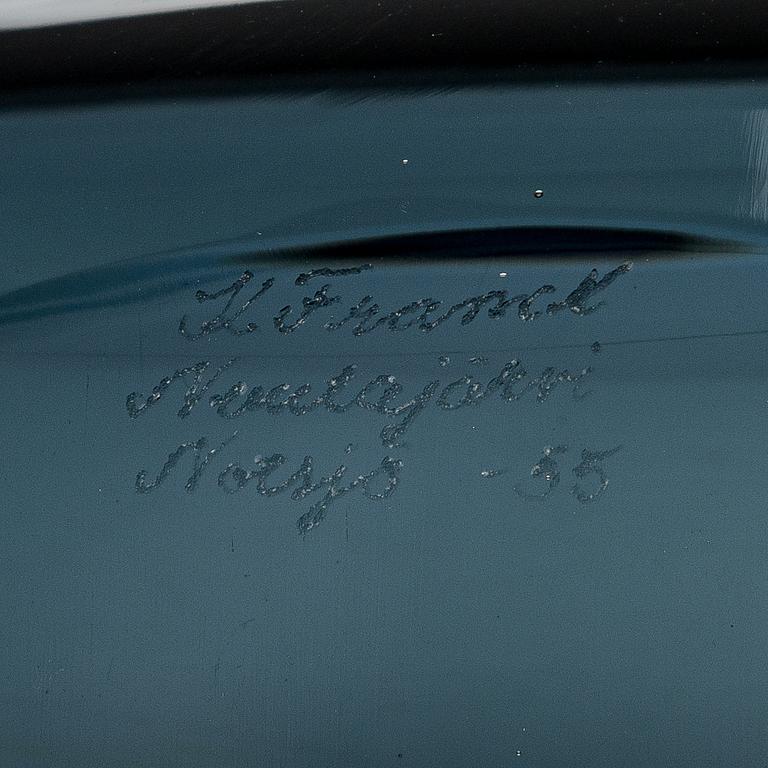 K. Franck
Nuutajärvi
Notsjö -55